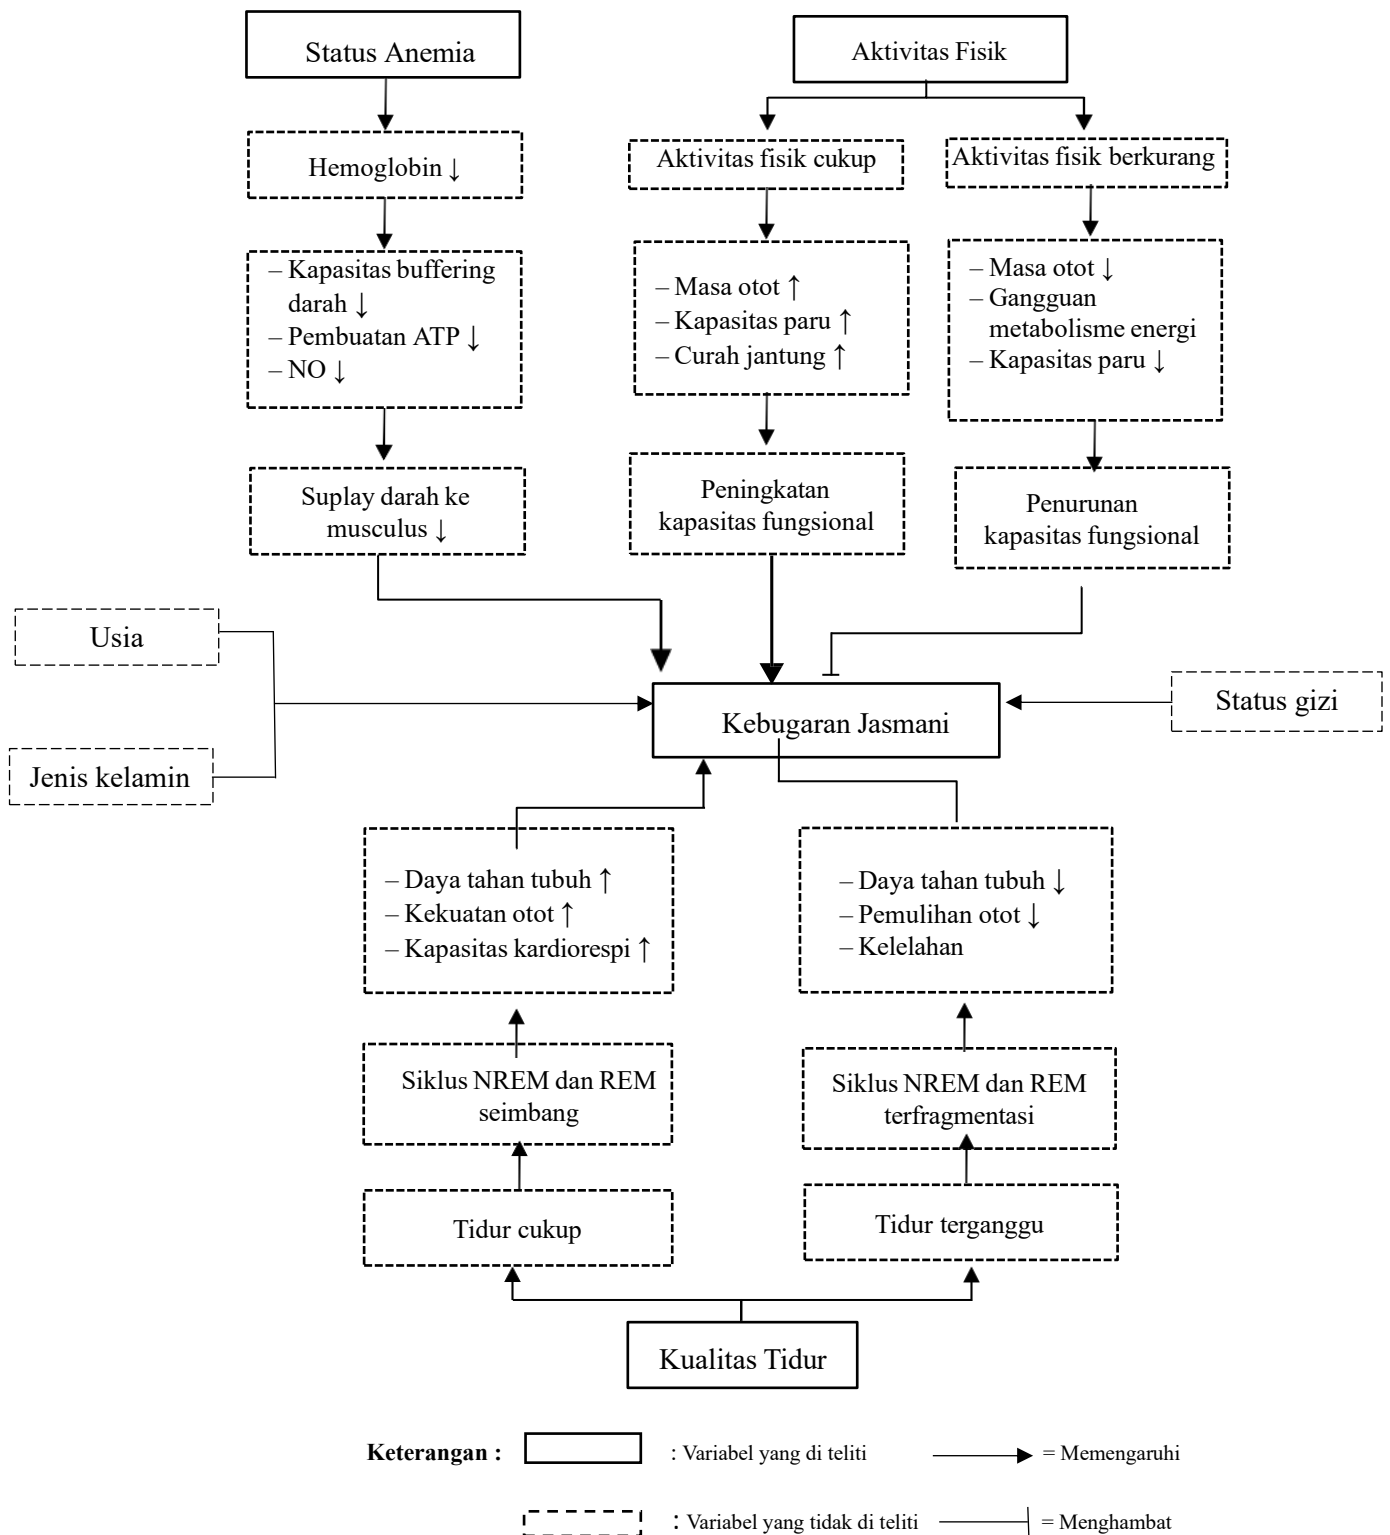 Status Anemia
Aktivitas Fisik
Hemoglobin ↓
Aktivitas fisik cukup
Aktivitas fisik berkurang
– Kapasitas buffering
darah ↓
– Pembuatan ATP ↓
– NO ↓
– Masa otot ↑
– Kapasitas paru ↑
– Curah jantung ↑
– Masa otot ↓
– Gangguan
metabolisme energi
– Kapasitas paru ↓
Suplay darah ke
musculus ↓
Peningkatan
kapasitas fungsional
Penurunan
kapasitas fungsional
Usia
Jenis kelamin
Kebugaran Jasmani
Status gizi
– Daya tahan tubuh ↑
– Kekuatan otot ↑
– Kapasitas kardiorespi ↑
– Daya tahan tubuh ↓
– Pemulihan otot ↓
– Kelelahan
Siklus NREM dan REM
seimbang
Siklus NREM dan REM
terfragmentasi
Tidur cukup
Tidur terganggu
Kualitas Tidur
Keterangan :
: Variabel yang di teliti
= Memengaruhi
: Variabel yang tidak di teliti
= Menghambat